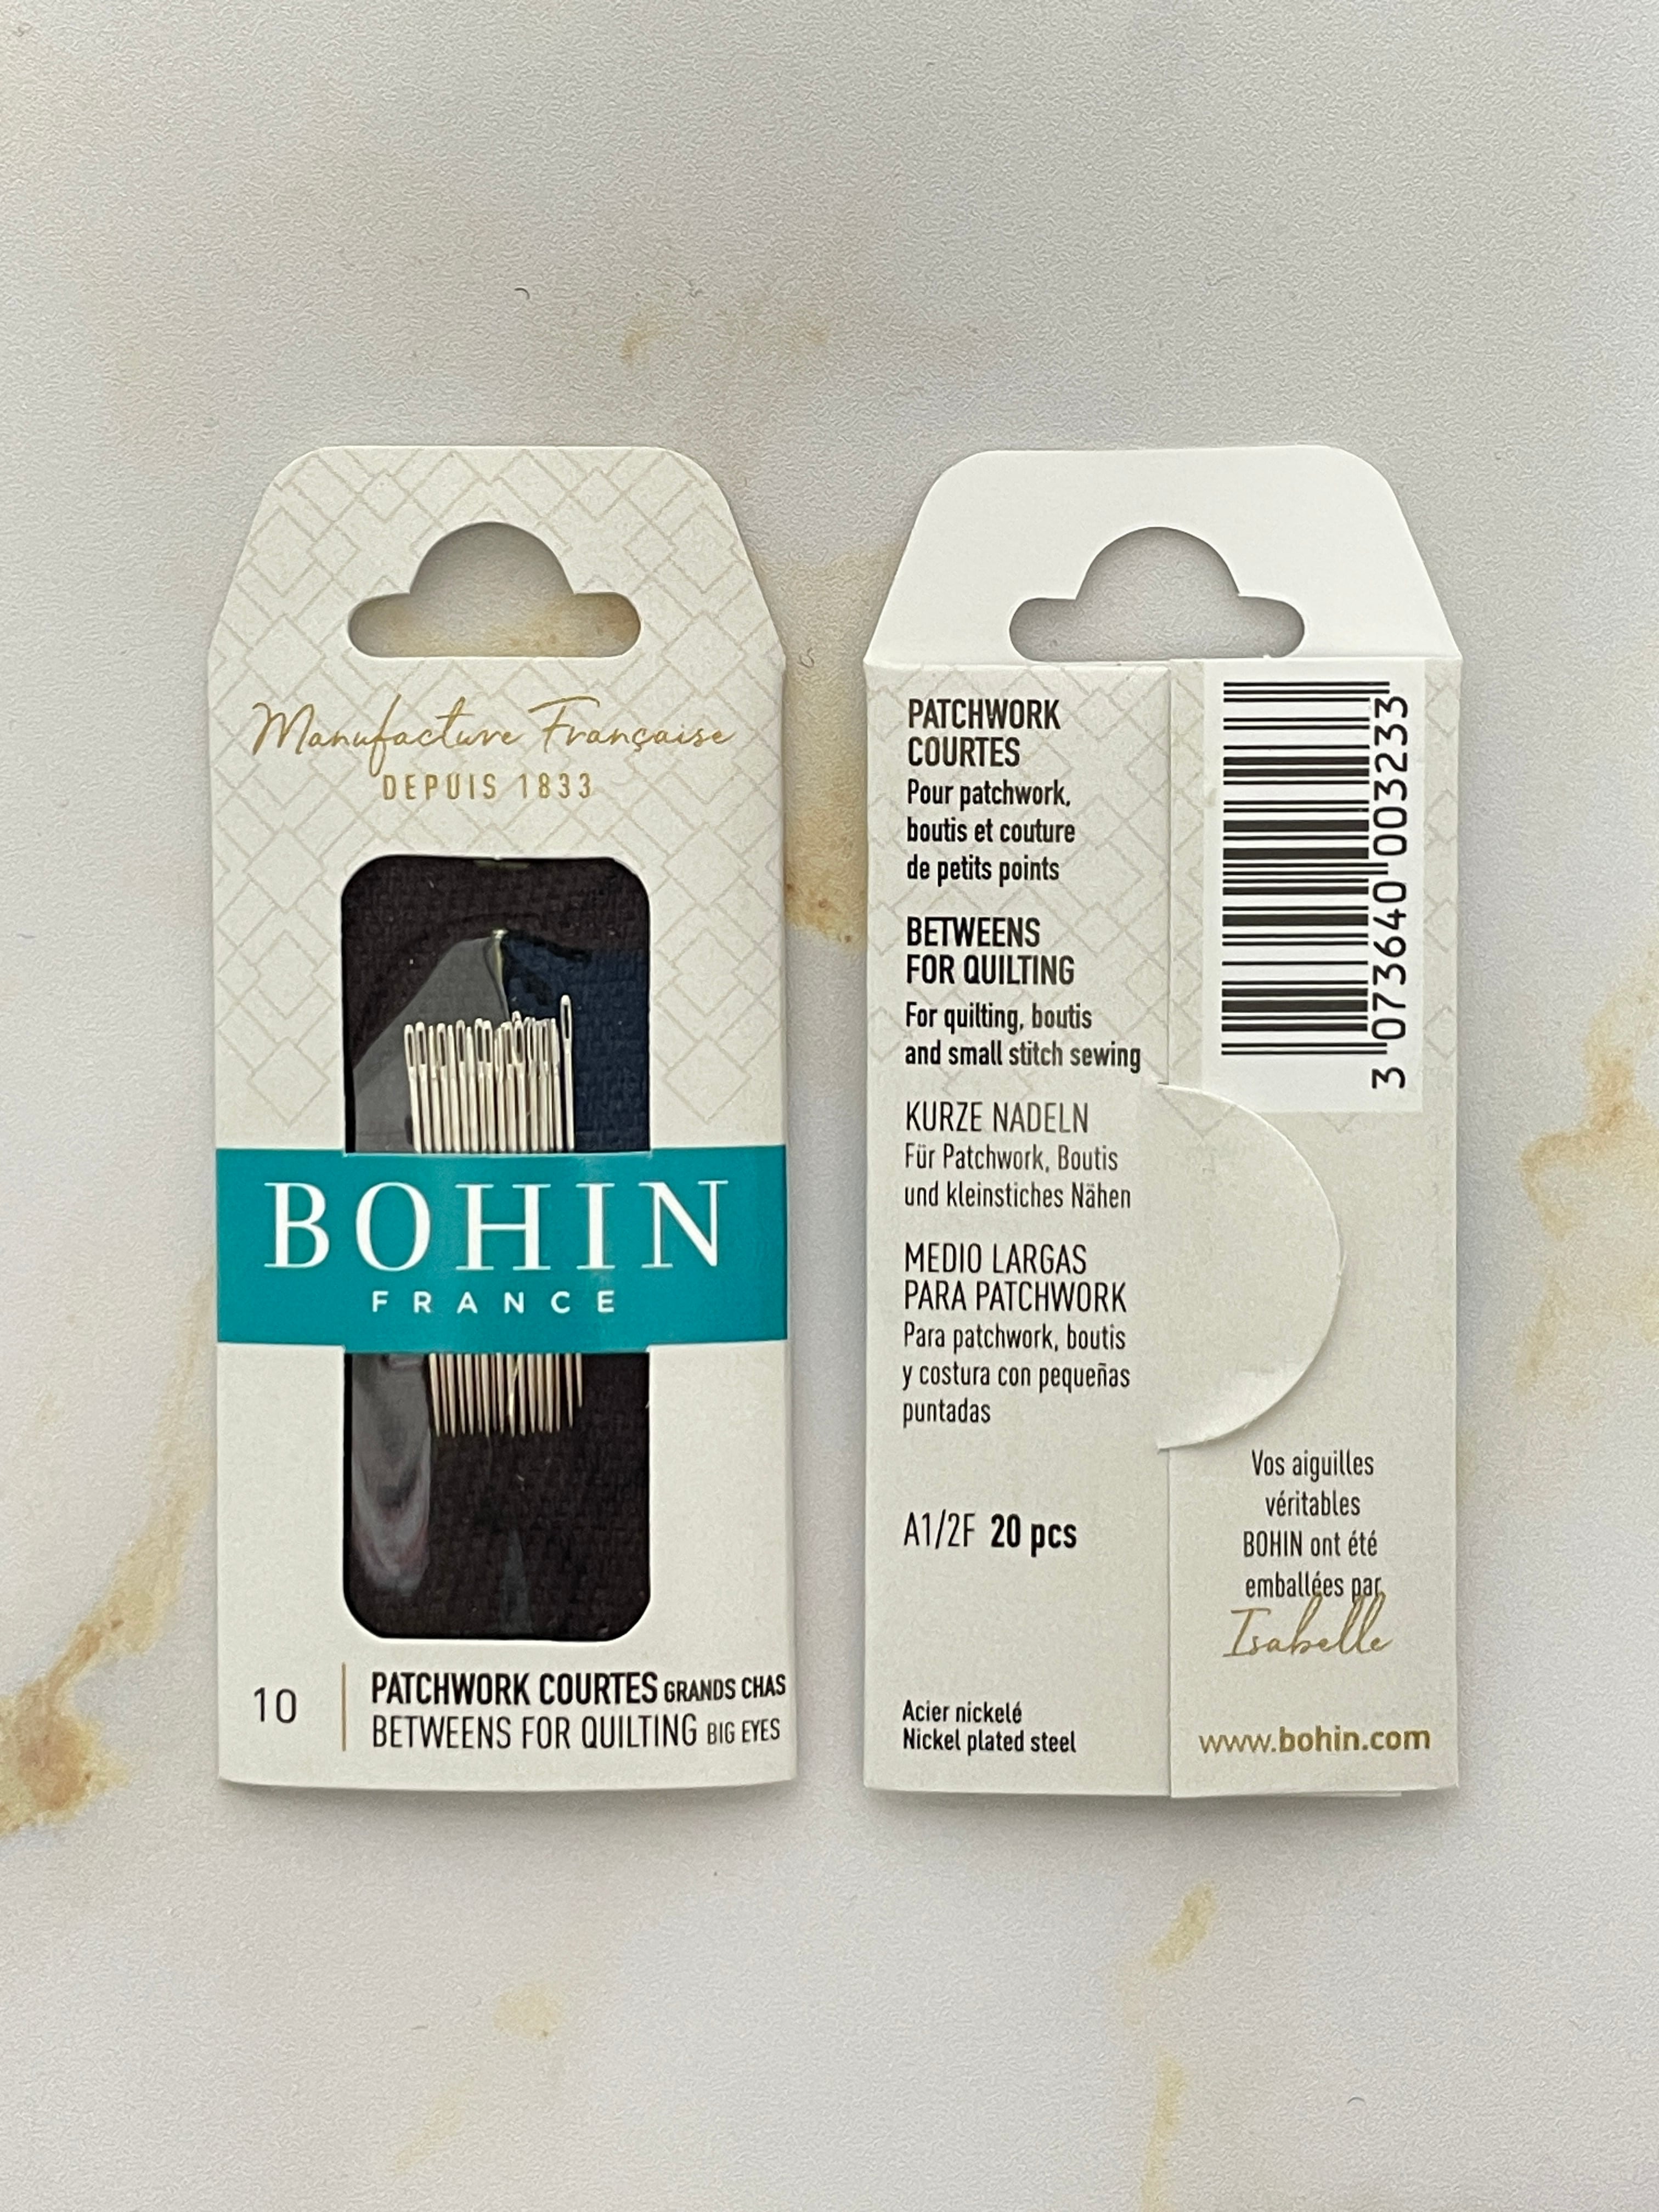 Manufacture Française
DEPUIS 1833
BOHIN
FRANCE
10
PATCHWORK COURTES GRANDS CHAS
BETWEENS FOR QUILTING BIG EYES
PATCHWORK
COURTES
Pour patchwork,
boutis et couture
de petits points
BETWEENS
FOR QUILTING
For quilting, boutis
and small stitch sewing
KURZE NADELN
Für Patchwork, Boutis
und kleinstiches Nähen
MEDIO LARGAS
PARA PATCHWORK
Para patchwork, boutis
y costura con pequeñas
puntadas
A1/2F 20 pcs
Acier nickelé
Nickel plated steel
3 073640 003233
Vos aiguilles
véritables
BOHIN ont été
emballées par
Isabelle
www.bohin.com